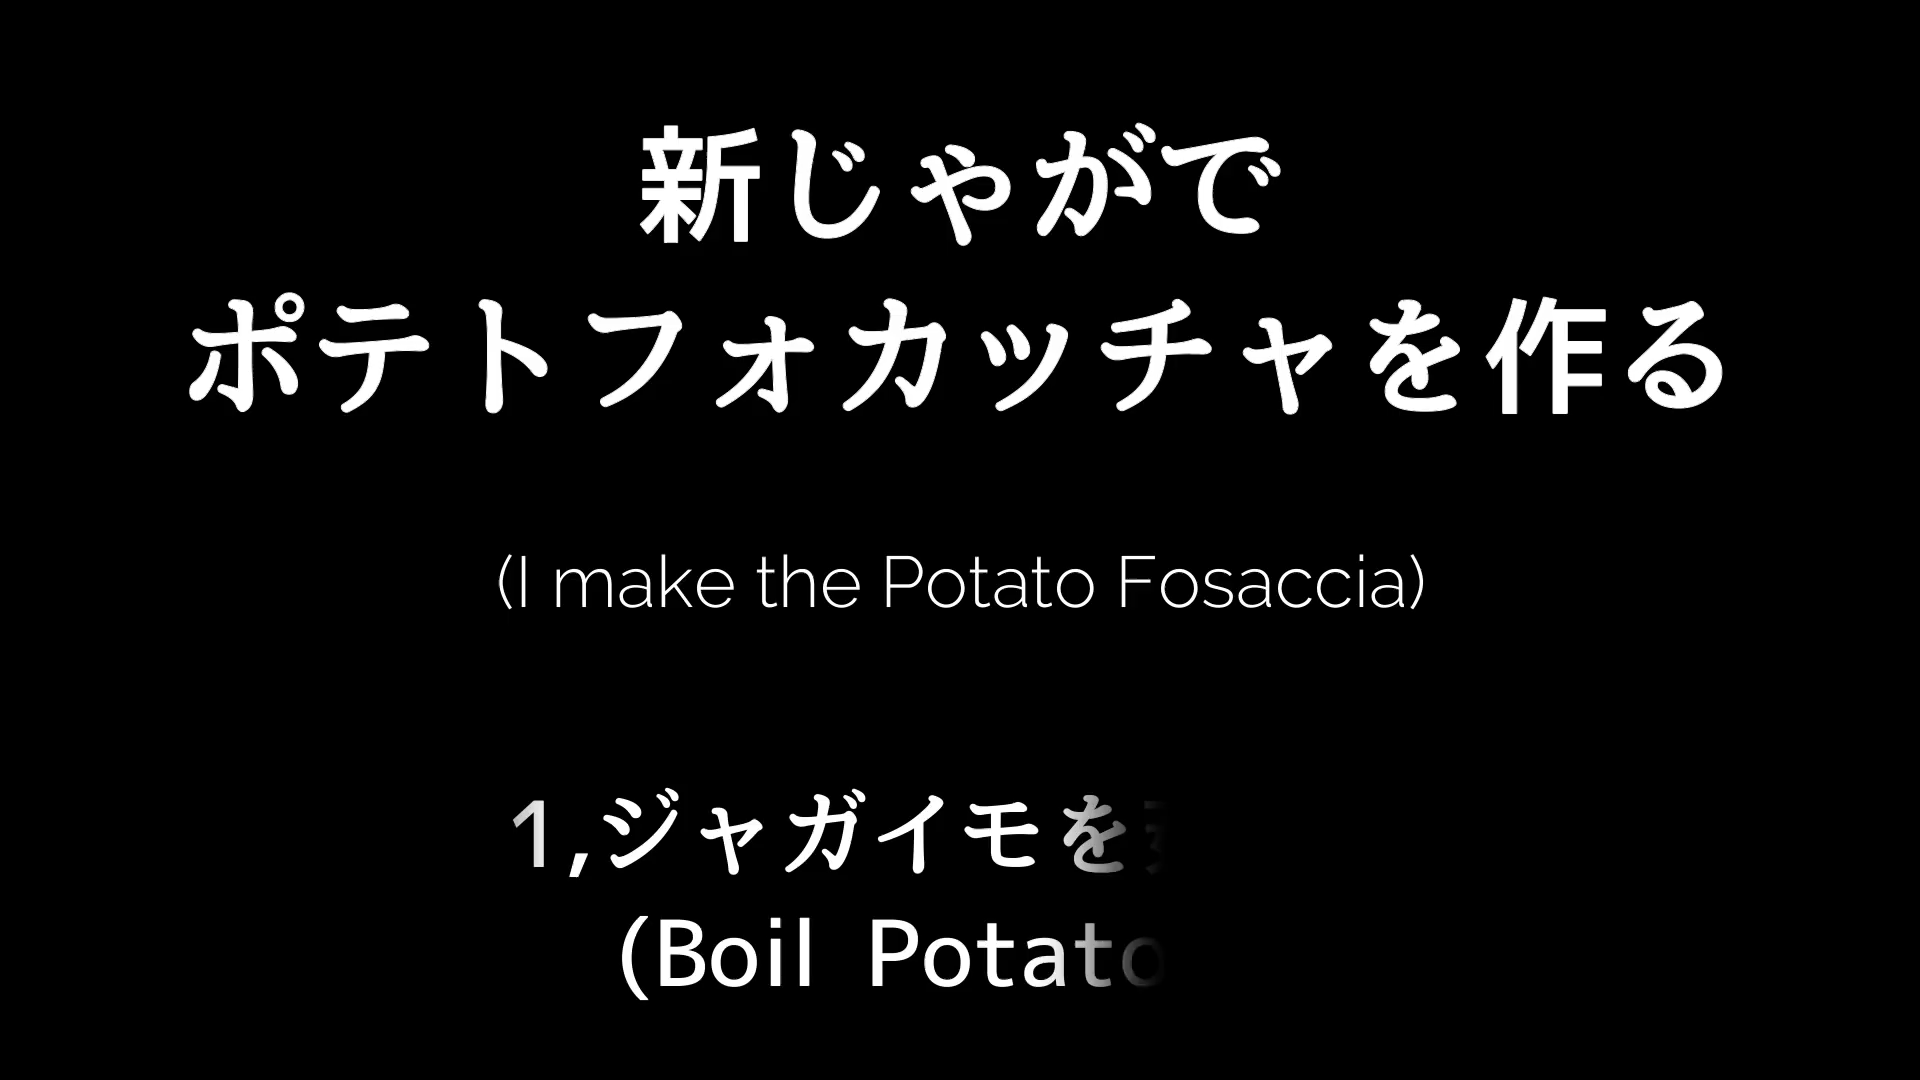 新じゃがで
ポテトフォカッチャを作る
(I make the Potato Fosaccia)
1,ジャガイモを
(Boil Potato